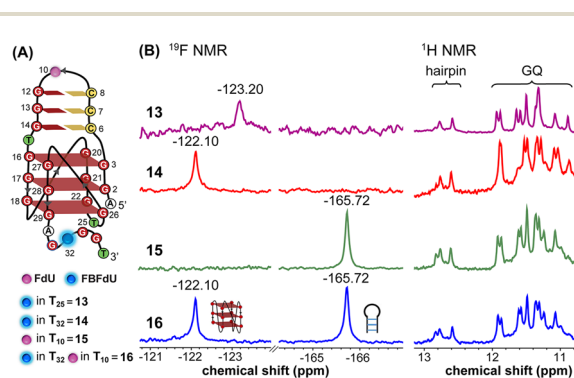 (A)
10
12 G C 8
13 G C 7
14 G C 6
T
16 G G 20 G 3
27 G
17 G G 21 G 2
28 G
18 G 22 G A 5'
29 G 25 T G 26
A
G G G
32 T 3'
FdU FBFdU
in T25 = 13
in T32 = 14
in T10 = 15
in T32 in T10 = 16
(B) 19F NMR 1H NMR
hairpin GQ
-123.20
13
-122.10
14
-165.72
15
-122.10 -165.72
16
-121 -122 -123 -165 -166 13 12 11
chemical shift (ppm) chemical shift (ppm)